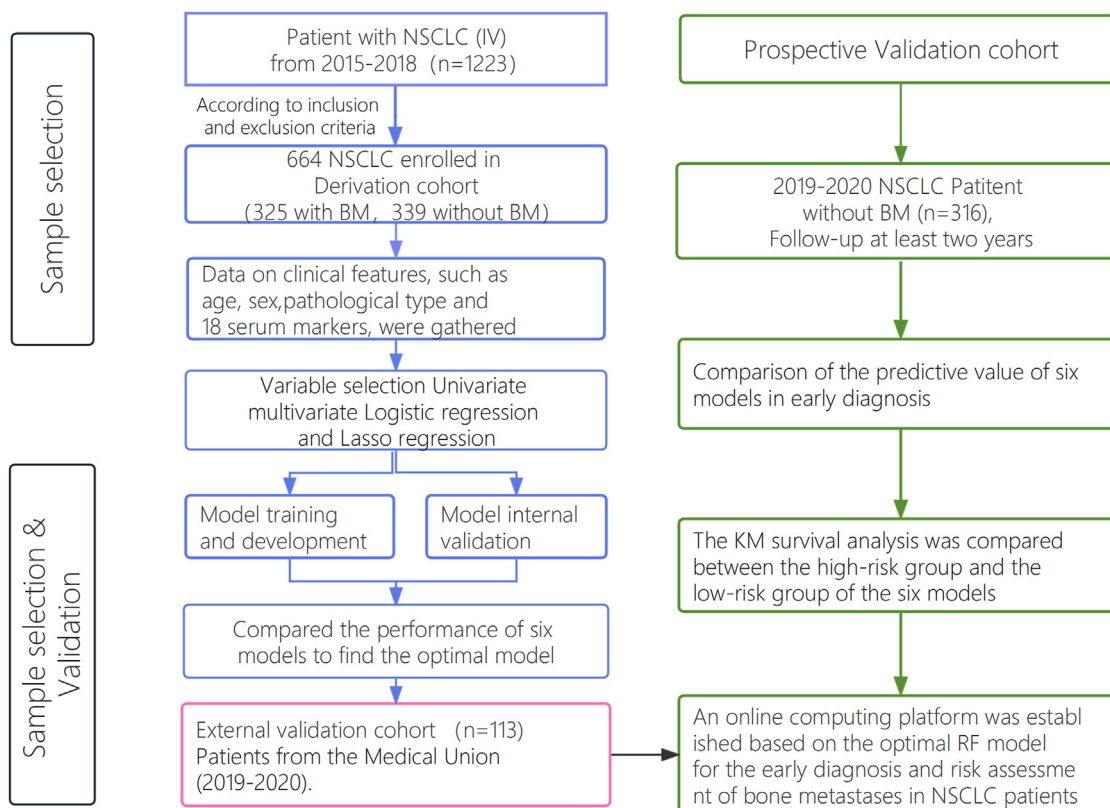 Sample selection
Patient with NSCLC (IV)
from 2015-2018 (n=1223)
According to inclusion
and exclusion criteria
664 NSCLC enrolled in
Derivation cohort
(325 with BM, 339 without BM)
Data on clinical features, such as
age, sex,pathological type and
18 serum markers, were gathered
Variable selection Univariate
multivariate Logistic regression
and Lasso regression
Sample selection &
Validation
Model training
and development
Model internal
validation
Compared the performance of six
models to find the optimal model
External validation cohort (n=113)
Patients from the Medical Union
(2019-2020).
Prospective Validation cohort
2019-2020 NSCLC Patitent
without BM (n=316),
Follow-up at least two years
Comparison of the predictive value of six
models in early diagnosis
The KM survival analysis was compared
between the high-risk group and the
low-risk group of the six models
An online computing platform was establ
ished based on the optimal RF model
for the early diagnosis and risk assessme
nt of bone metastases in NSCLC patients